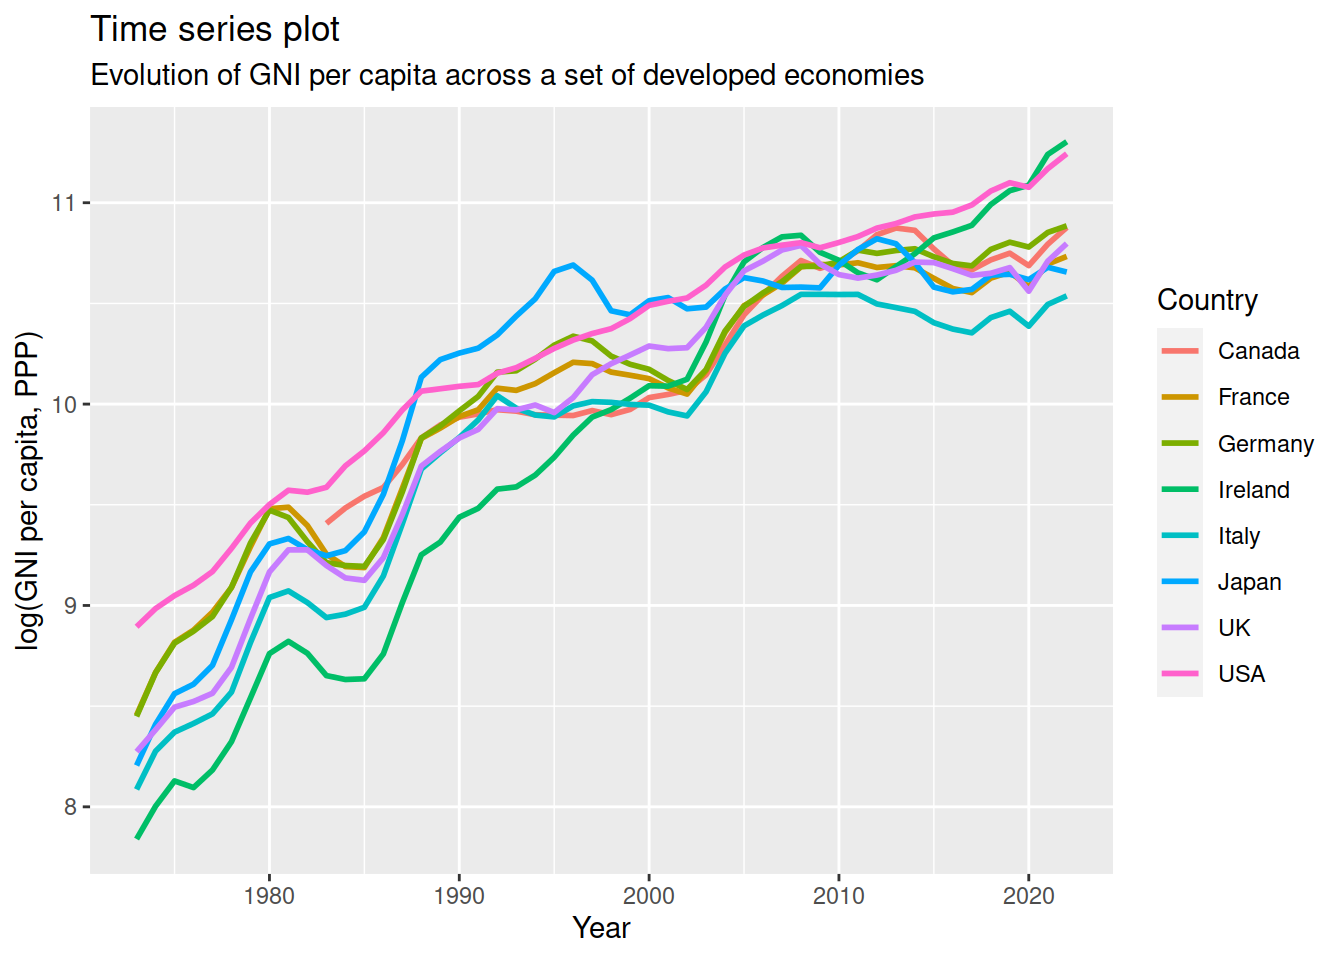 Time series plot
Evolution of GNI per capita across a set of developed economies
log(GNI per capita, PPP)
11
10
9
8
1980 1990 2000 2010 2020
Year
Country
Canada
France
Germany
Ireland
Italy
Japan
UK
USA